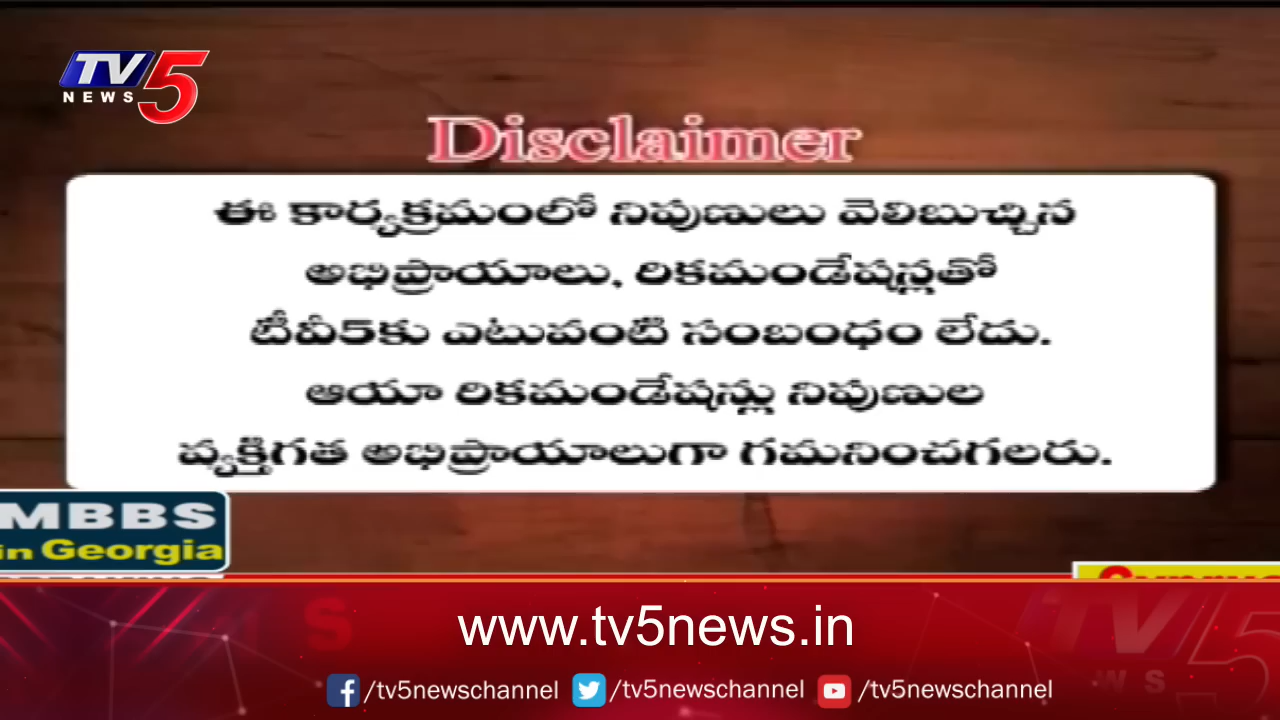 TV5
NEWS
Disclaimer
ఈ కార్యక్రమంలో నిపుణులు వెలిబుచ్చిన
అభిప్రాయాలు, రికమండేషన్లతో
టీవీ5కు ఎటువంటి సంబంధం లేదు.
ఆయా రికమండేషన్లు నిపుణుల
వ్యక్తిగత అభిప్రాయాలుగా గమనించగలరు.
MBBS
in Georgia
www.tv5news.in
/tv5newschannel /tv5newschannel /tv5newschannel